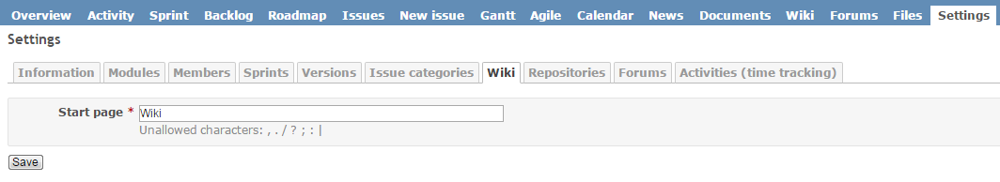 Overview Activity Sprint Backlog Roadmap Issues New issue Gantt Agile Calendar News Documents Wiki Forums Files Settings
Settings
Information Modules Members Sprints Versions Issue categories Wiki Repositories Forums Activities (time tracking)
Start page * Wiki
Unallowed characters: , . / ? ; : |
Save